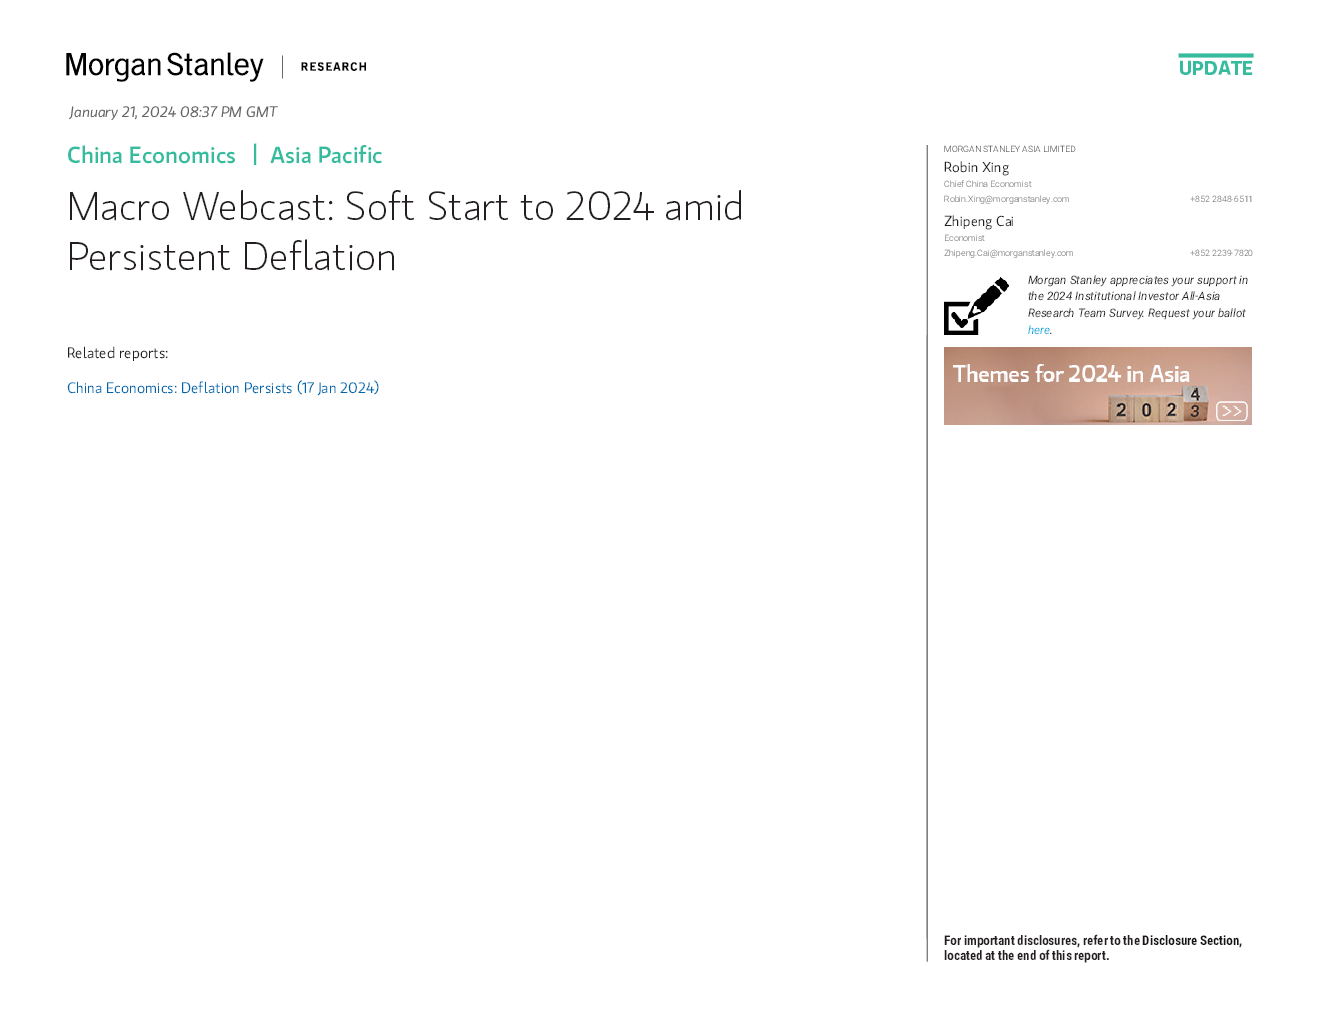 Morgan Stanley | RESEARCH
UPDATE
January 21, 2024 08:37 PM GMT
China Economics | Asia Pacific
Macro Webcast: Soft Start to 2024 amid
Persistent Deflation
Related reports:
China Economics: Deflation Persists (17 Jan 2024)
MORGAN STANLEY ASIA LIMITED
Robin Xing
Chief China Economist
Robin.Xing@morganstanley.com +852 2848-6511
Zhipeng Cai
Economist
Zhipeng.Cai@morganstanley.com +852 2239-7820
Morgan Stanley appreciates your support in
the 2024 Institutional Investor All-Asia
Research Team Survey. Request your ballot
here.
Themes for 2024 in Asia
4
2 0 2 3 >>
For important disclosures, refer to the Disclosure Section,
located at the end of this report.